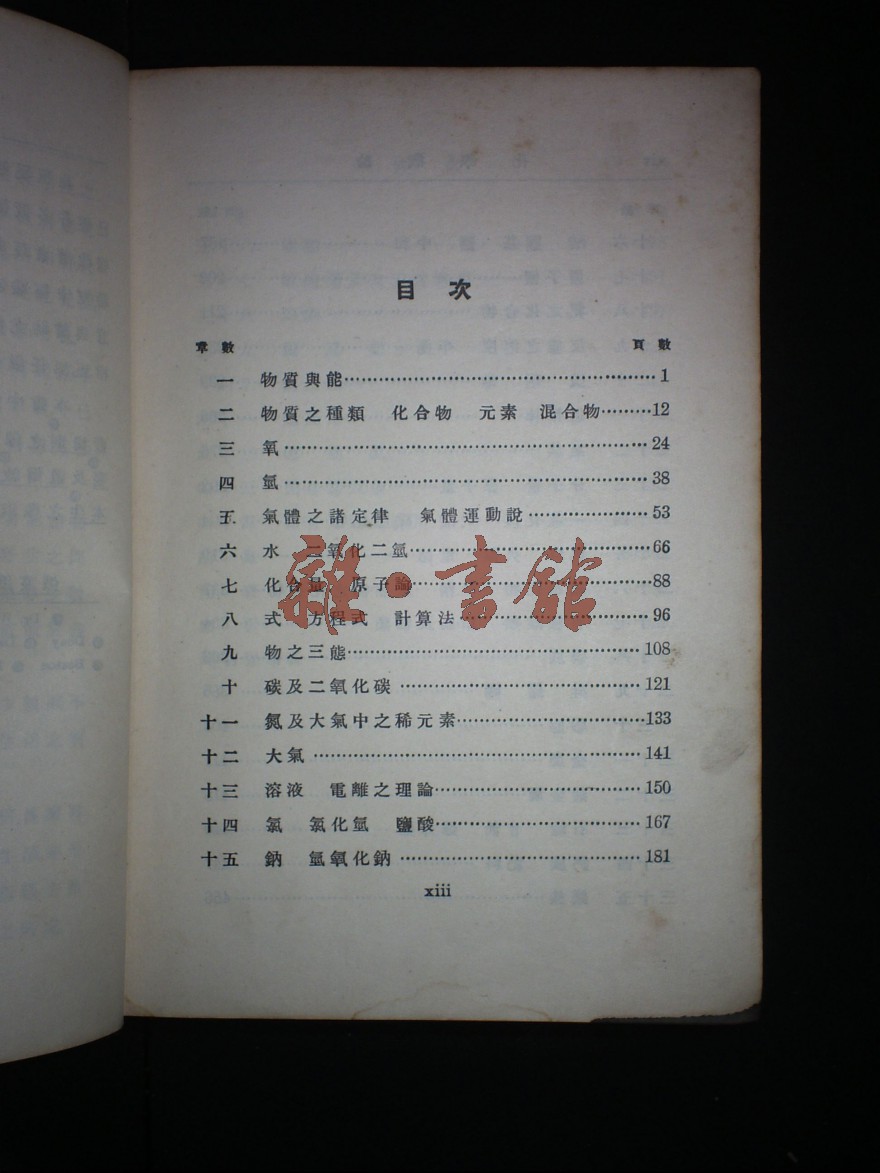 目次
章數 頁數
一 物質與能……1
二 物質之種類 化合物 元素 混合物……12
三 氧……24
四 氫……38
五 氣體之諸定律 氣體運動說……53
六 水 二氧化二氫……66
七 化合量 原子論……88
八 式 方程式 計算法……96
九 物之三態……108
十 碳及二氧化碳……121
十一 氮及大氣中之稀元素……133
十二 大氣……141
十三 溶液 電離之理論……150
十四 氯 氯化氫 鹽酸……167
十五 鈉 氫氧化鈉……181
xiii
雜·書館